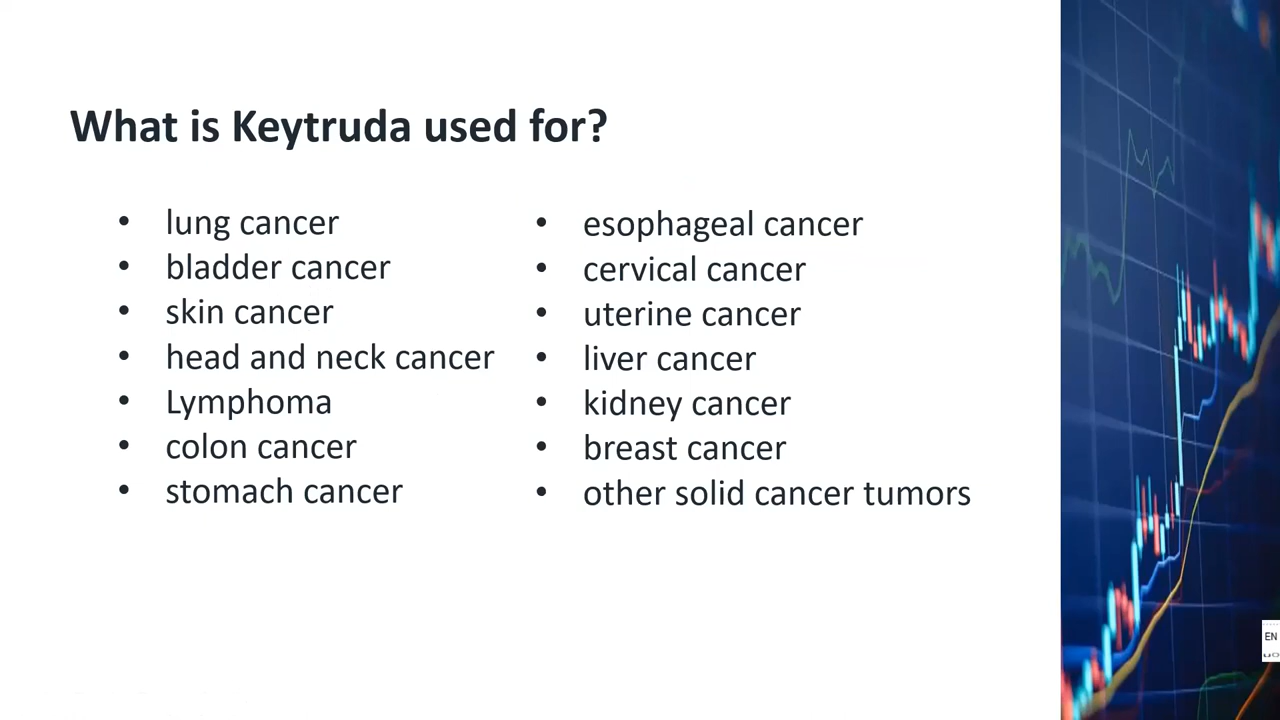 What is Keytruda used for?
• lung cancer
• bladder cancer
• skin cancer
• head and neck cancer
• Lymphoma
• colon cancer
• stomach cancer
• esophageal cancer
• cervical cancer
• uterine cancer
• liver cancer
• kidney cancer
• breast cancer
• other solid cancer tumors
EN